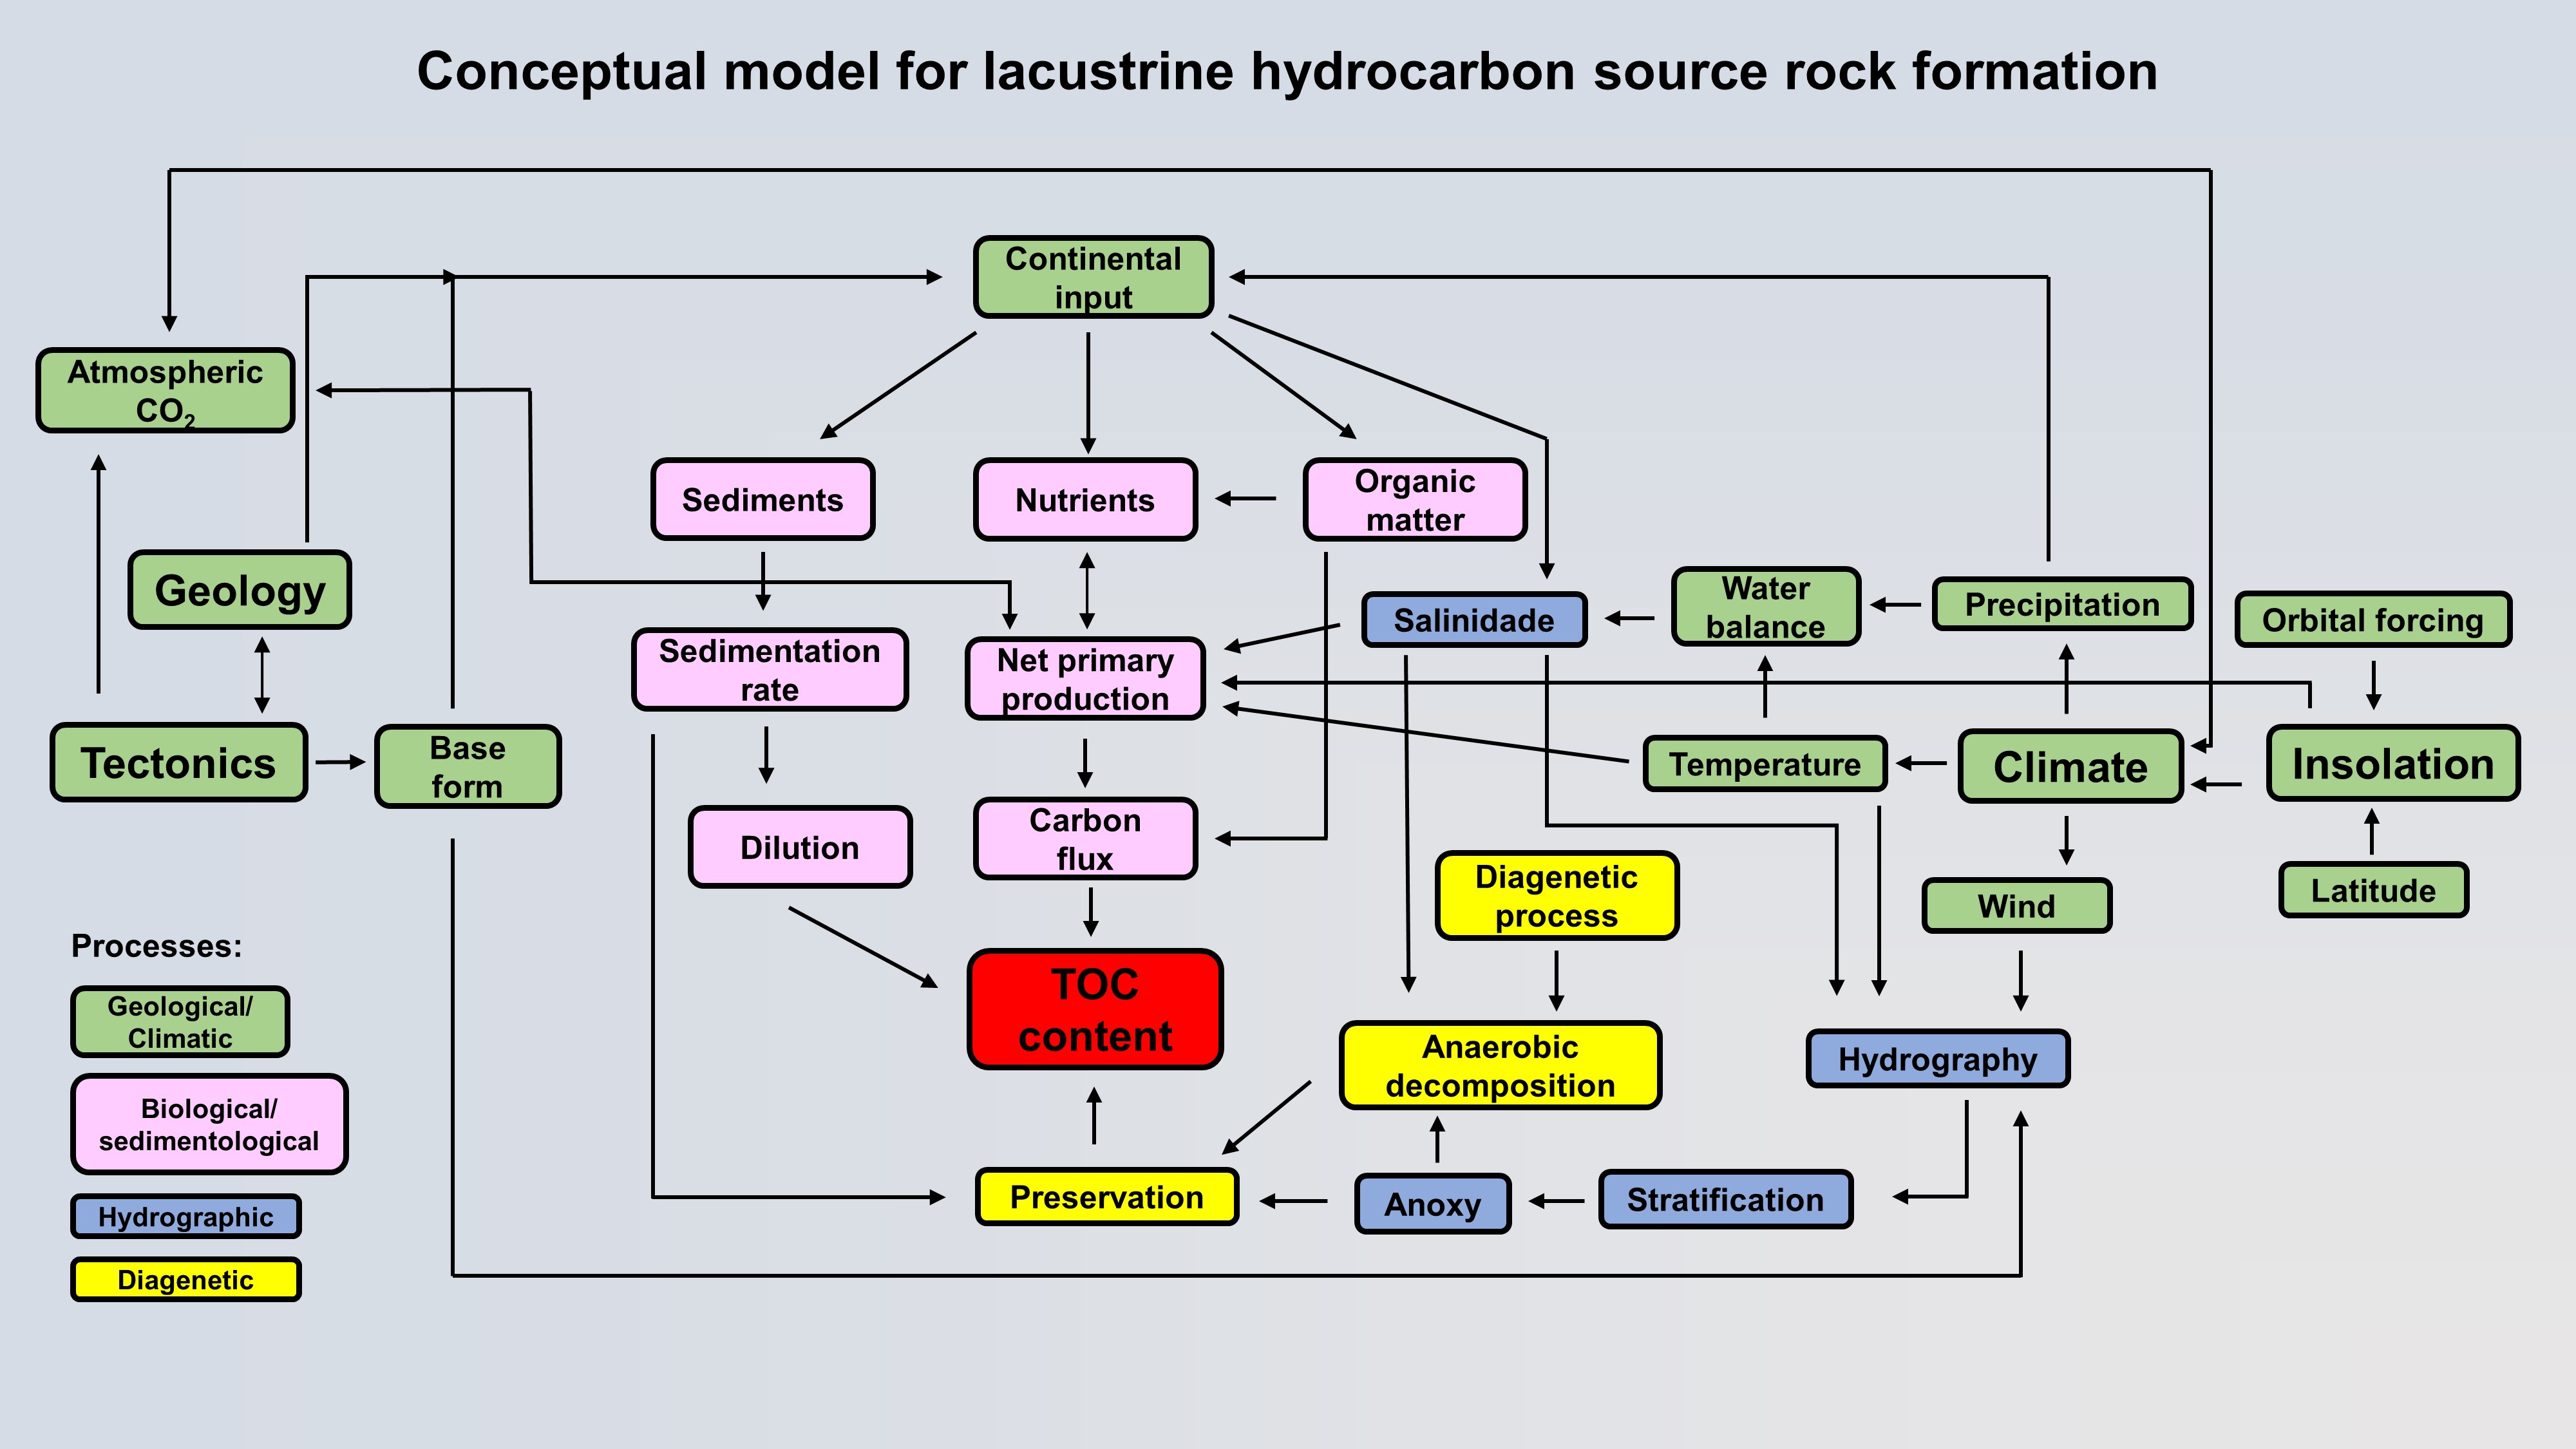 Conceptual model for lacustrine hydrocarbon source rock formation
Continental
input
Atmospheric
CO₂
Sediments
Nutrients
Organic
matter
Geology
Salinidade
Water
balance
Precipitation
Orbital forcing
Sedimentation
rate
Net primary
production
Tectonics
Base
form
Temperature
Climate
Insolation
Dilution
Carbon
flux
Diagenetic
process
Wind
Latitude
TOC
content
Anaerobic
decomposition
Hydrography
Preservation
Anoxy
Stratification
Processes:
Geological/
Climatic
Biological/
sedimentological
Hydrographic
Diagenetic